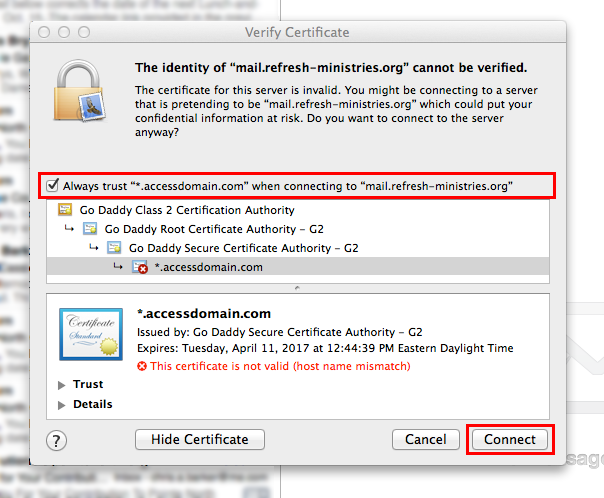 Verify Certificate
The identity of “mail.refresh-ministries.org” cannot be verified.
The certificate for this server is invalid. You might be connecting to a server
that is pretending to be “mail.refresh-ministries.org” which could put your
confidential information at risk. Do you want to connect to the server
anyway?
Always trust “*.accessdomain.com” when connecting to “mail.refresh-ministries.org”
Go Daddy Class 2 Certification Authority
Go Daddy Root Certificate Authority – G2
Go Daddy Secure Certificate Authority – G2
*.accessdomain.com
Certificate
Standard
*.accessdomain.com
Issued by: Go Daddy Secure Certificate Authority – G2
Expires: Tuesday, April 11, 2017 at 12:44:39 PM Eastern Daylight Time
This certificate is not valid (host name mismatch)
Trust
Details
? Hide Certificate Cancel Connect